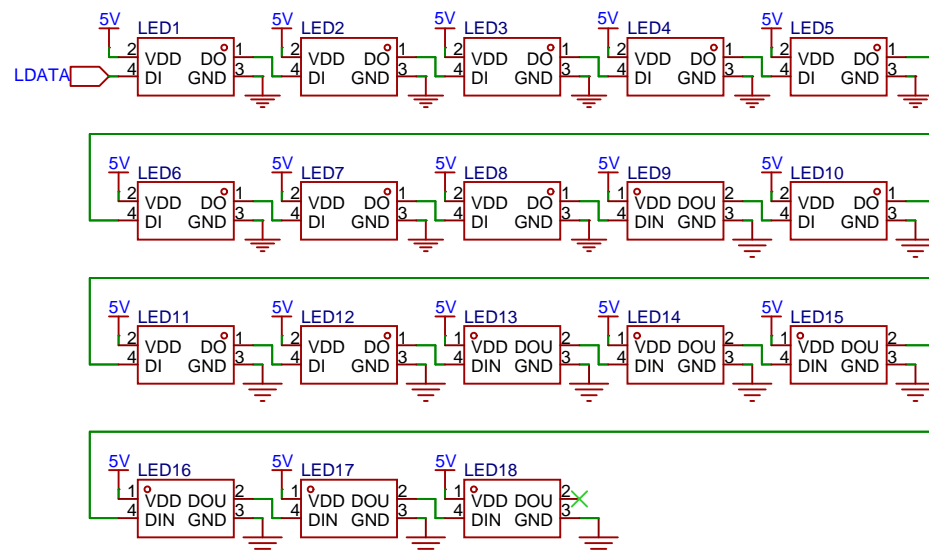 5V 5V 5V 5V 5V
LED1 LED2 LED3 LED4 LED5
2 VDD DO 1 2 VDD DO 1 2 VDD DO 1 2 VDD DO 1 2 VDD DO 1
LDATA 4 DI GND 3 4 DI GND 3 4 DI GND 3 4 DI GND 3 4 DI GND 3
5V 5V 5V 5V 5V
LED6 LED7 LED8 LED9 LED10
2 VDD DO 1 2 VDD DO 1 2 VDD DO 1 1 VDD DOU 2 2 VDD DO 1
4 DI GND 3 4 DI GND 3 4 DI GND 3 4 DIN GND 3 4 DI GND 3
5V 5V 5V 5V 5V
LED11 LED12 LED13 LED14 LED15
2 VDD DO 1 2 VDD DO 1 1 VDD DOU 2 1 VDD DOU 2 1 VDD DOU 2
4 DI GND 3 4 DI GND 3 4 DIN GND 3 4 DIN GND 3 4 DIN GND 3
5V 5V 5V
LED16 LED17 LED18
1 VDD DOU 2 1 VDD DOU 2 1 VDD DOU 2
4 DIN GND 3 4 DIN GND 3 4 DIN GND 3